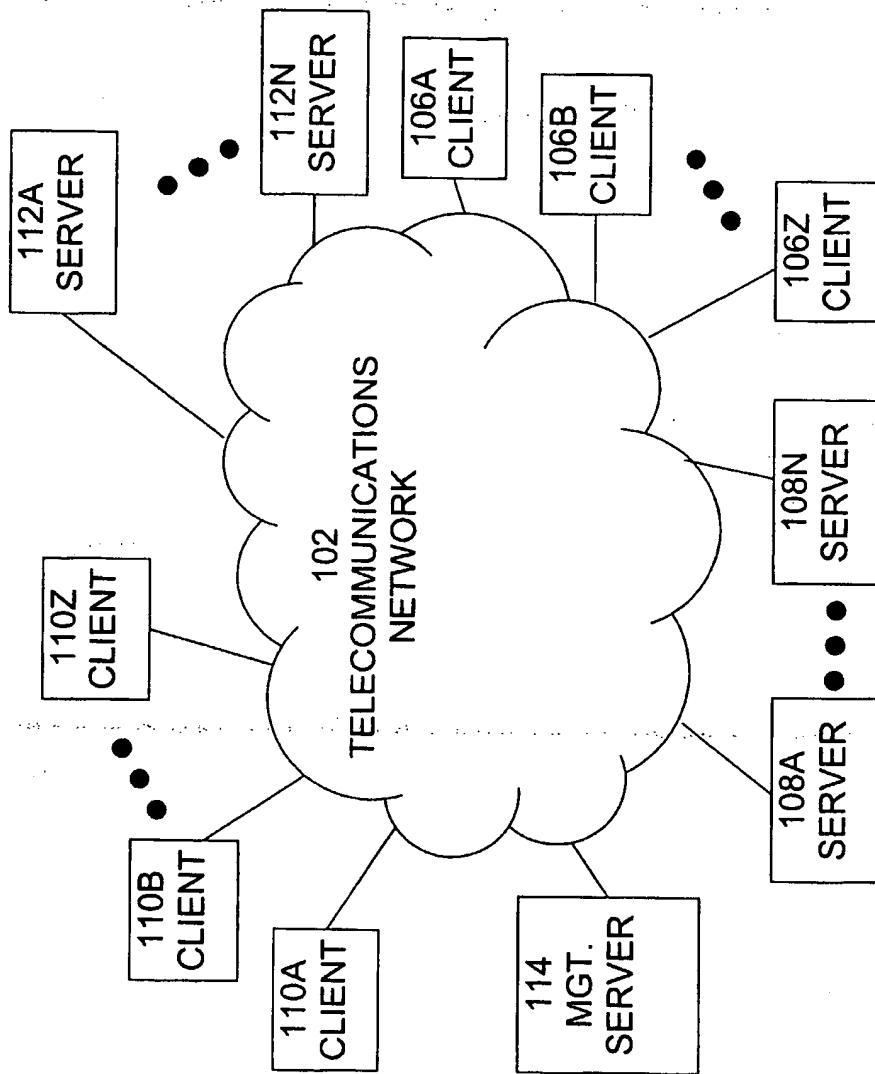 110B
CLIENT
110Z
CLIENT
112A
SERVER
110A
CLIENT
112N
SERVER
102
TELECOMMUNICATIONS
NETWORK
106A
CLIENT
114
MGT.
SERVER
106B
CLIENT
108A
SERVER
108N
SERVER
106Z
CLIENT